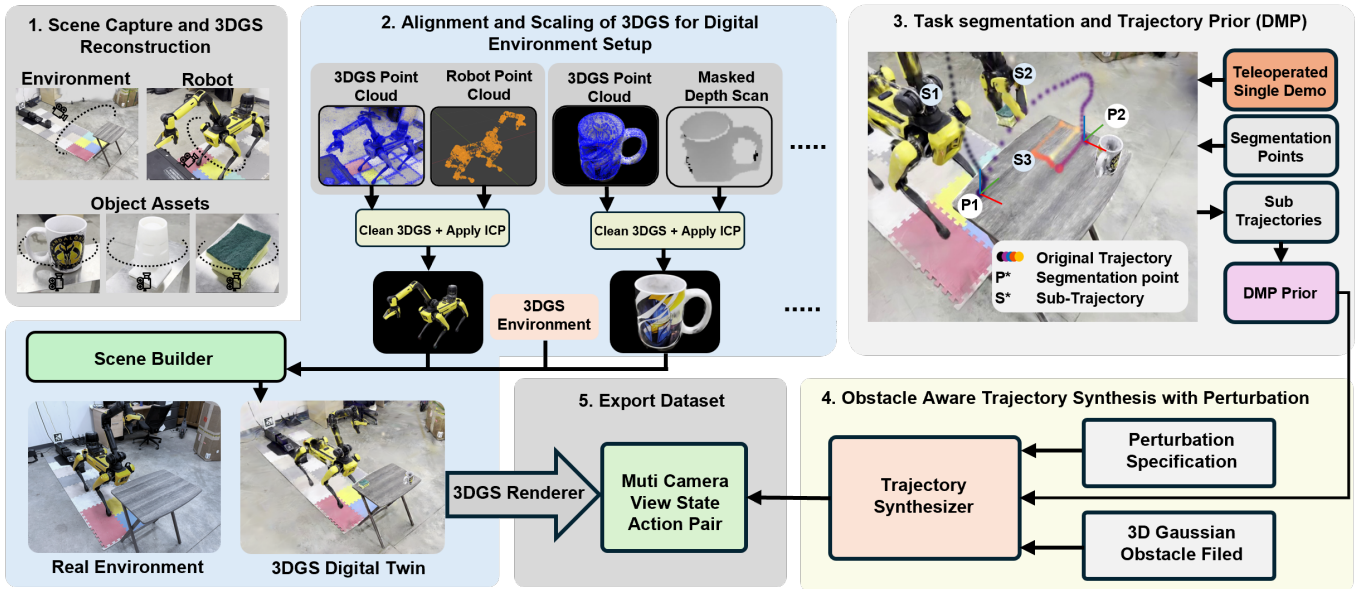 1. Scene Capture and 3DGS
Reconstruction
Environment
Robot
Object Assets
2. Alignment and Scaling of 3DGS for Digital
Environment Setup
3DGS Point
Cloud
Robot Point
Cloud
3DGS Point
Cloud
Masked
Depth Scan
.....
Clean 3DGS + Apply ICP
Clean 3DGS + Apply ICP
3DGS
Environment
.....
Scene Builder
Real Environment
3DGS Digital Twin
3. Task segmentation and Trajectory Prior (DMP)
S1
S2
P2
S3
P1
Original Trajectory
P* Segmentation point
S* Sub-Trajectory
Teleoperated
Single Demo
Segmentation
Points
Sub
Trajectories
DMP Prior
4. Obstacle Aware Trajectory Synthesis with Perturbation
Trajectory
Synthesizer
Perturbation
Specification
3D Gaussian
Obstacle Filed
5. Export Dataset
3DGS Renderer
Muti Camera
View State
Action Pair